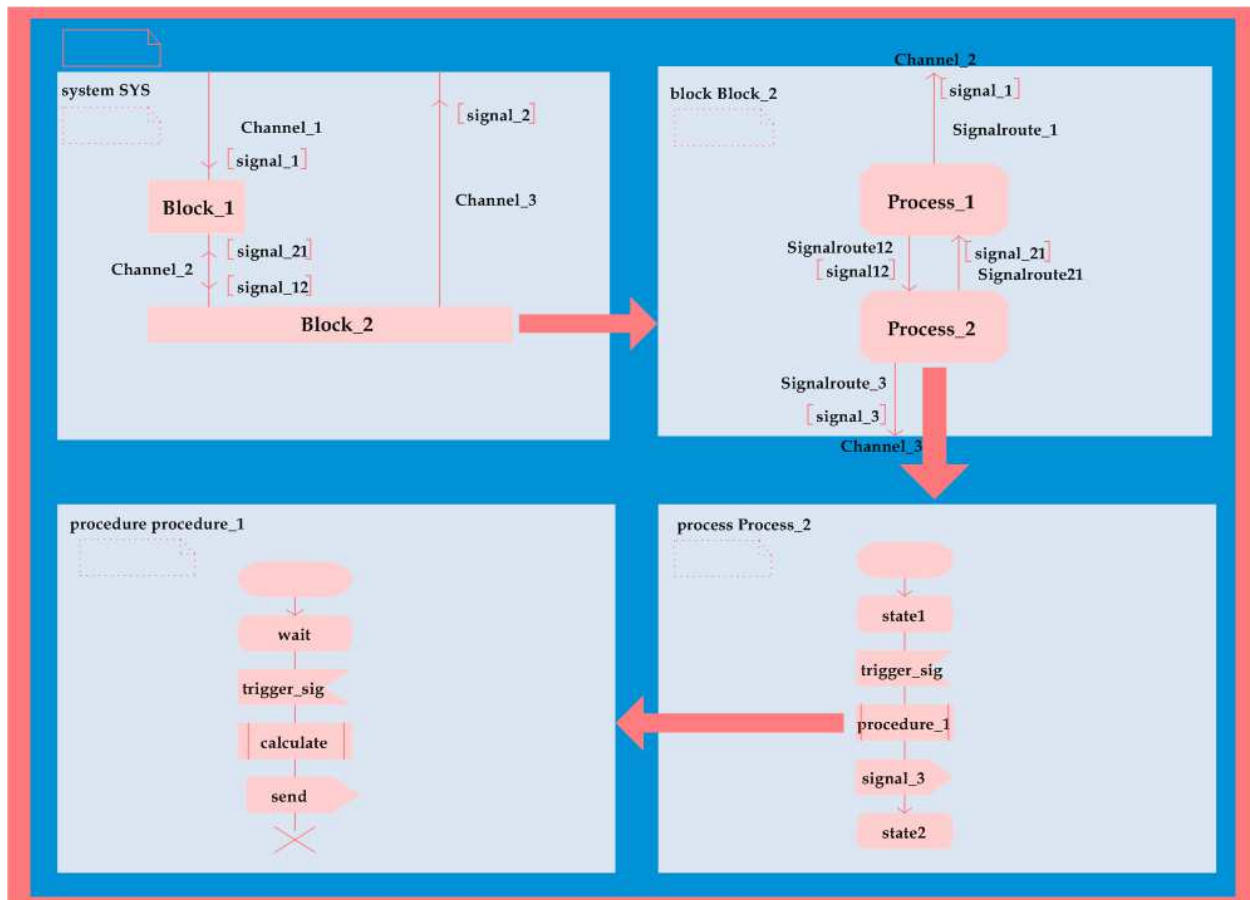 system SYS
Channel_1
[signal_1]
[signal_2]
Block_1
Channel_3
[signal_21]
Channel_2
[signal_12]
Block_2
Channel_2
block Block_2
[signal_1]
Signalroute_1
Process_1
Signalroute12
[signal12]
[signal_21]
Signalroute21
Process_2
Signalroute_3
[signal_3]
Channel_3
procedure procedure_1
wait
trigger_sig
calculate
send
process Process_2
state1
trigger_sig
procedure_1
signal_3
state2